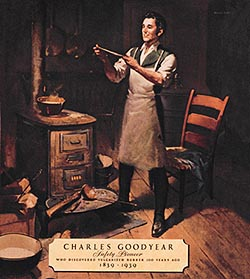 CHARLES GOODYEAR
Safety Pioneer
WHO DISCOVERED VULCANIZED RUBBER 100 YEARS AGO
1839 - 1939